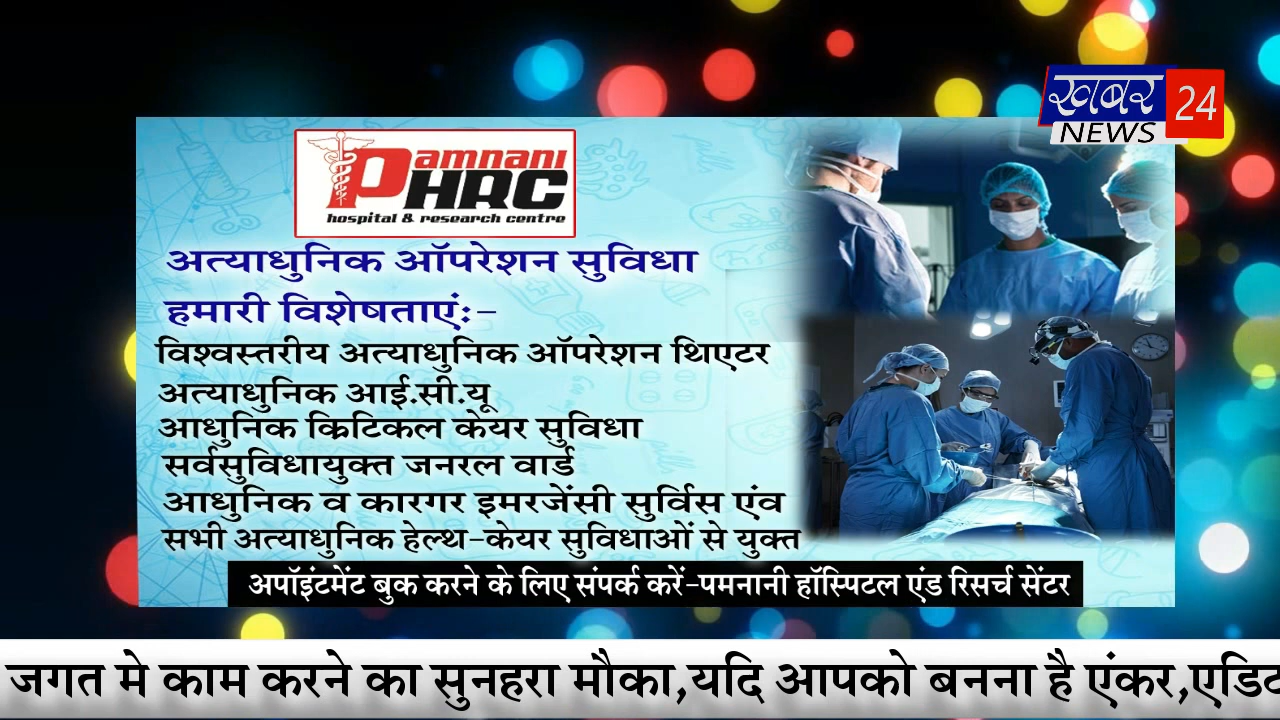 खबर 24
NEWS
Pamnani
HRC
hospital & research centre
अत्याधुनिक ऑपरेशन सुविधा
हमारी विशेषताएं:-
विश्वस्तरीय अत्याधुनिक ऑपरेशन थिएटर
अत्याधुनिक आई.सी.यू
आधुनिक क्रिटिकल केयर सुविधा
सर्वसुविधायुक्त जनरल वार्ड
आधुनिक व कारगर इमरजेंसी सुर्विस एंव
सभी अत्याधुनिक हेल्थ-केयर सुविधाओं से युक्त
अपॉइंटमेंट बुक करने के लिए संपर्क करें-पमनानी हॉस्पिटल एंड रिसर्च सेंटर
जगत मे काम करने का सुनहरा मौका,यदि आपको बनना है एंकर,एडिट